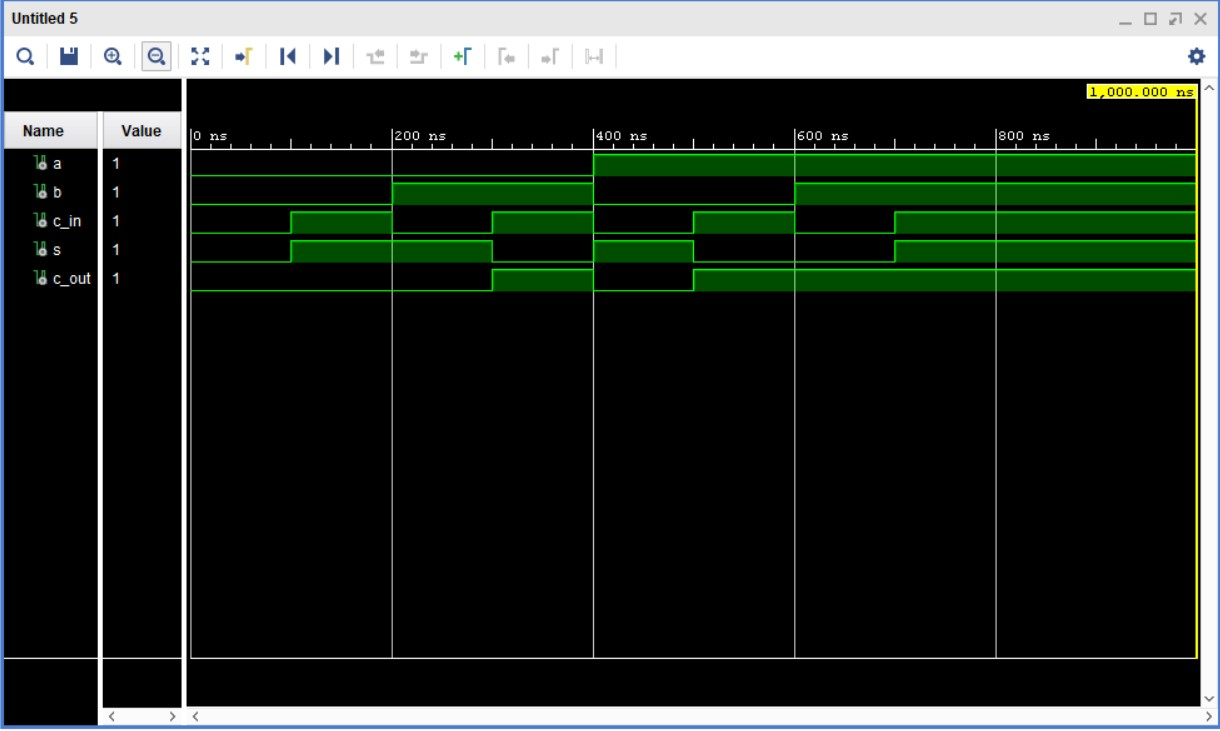 Untitled 5
1,000.000 ns
Name Value
0 ns 200 ns 400 ns 600 ns 800 ns
a 1
b 1
c_in 1
s 1
c_out 1